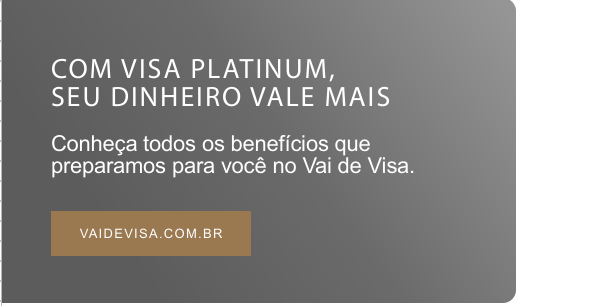 COM VISA PLATINUM,
SEU DINHEIRO VALE MAIS
Conheça todos os benefícios que
preparamos para você no Vai de Visa.
VAIDEVISA.COM.BR